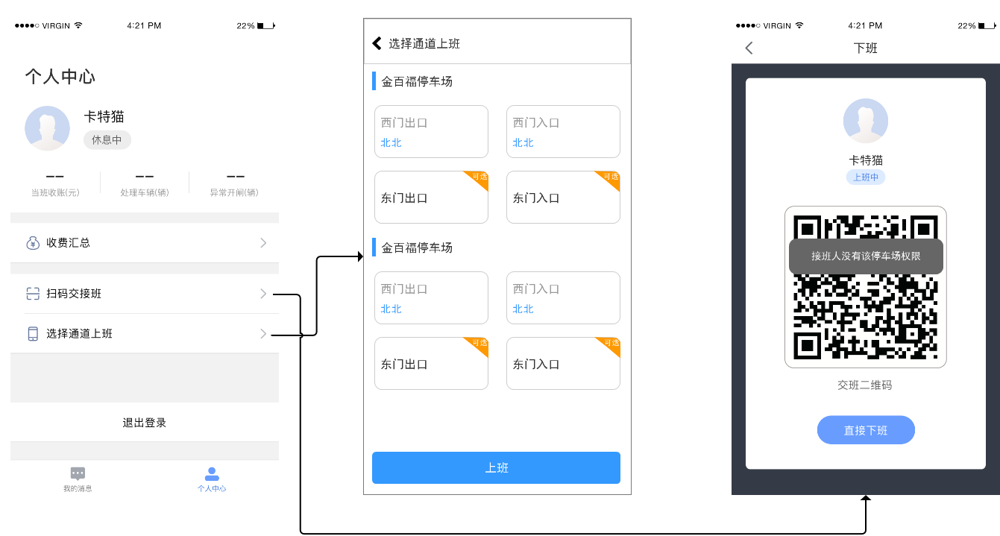 VIRGIN
4:21 PM
22%
个人中心
卡特猫
休息中
-- -- --
当班收账(元) 处理车辆(辆) 异常开闸(辆)
收费汇总
扫码交接班
选择通道上班
退出登录
我的消息 个人中心
选择通道上班
金百福停车场
西门出口 西门入口
北北 北北
可选 可选
东门出口 东门入口
金百福停车场
西门出口 西门入口
北北 北北
可选 可选
东门出口 东门入口
上班
VIRGIN
4:21 PM
22%
下班
卡特猫
上班中
接班人没有该停车场权限
交班二维码
直接下班